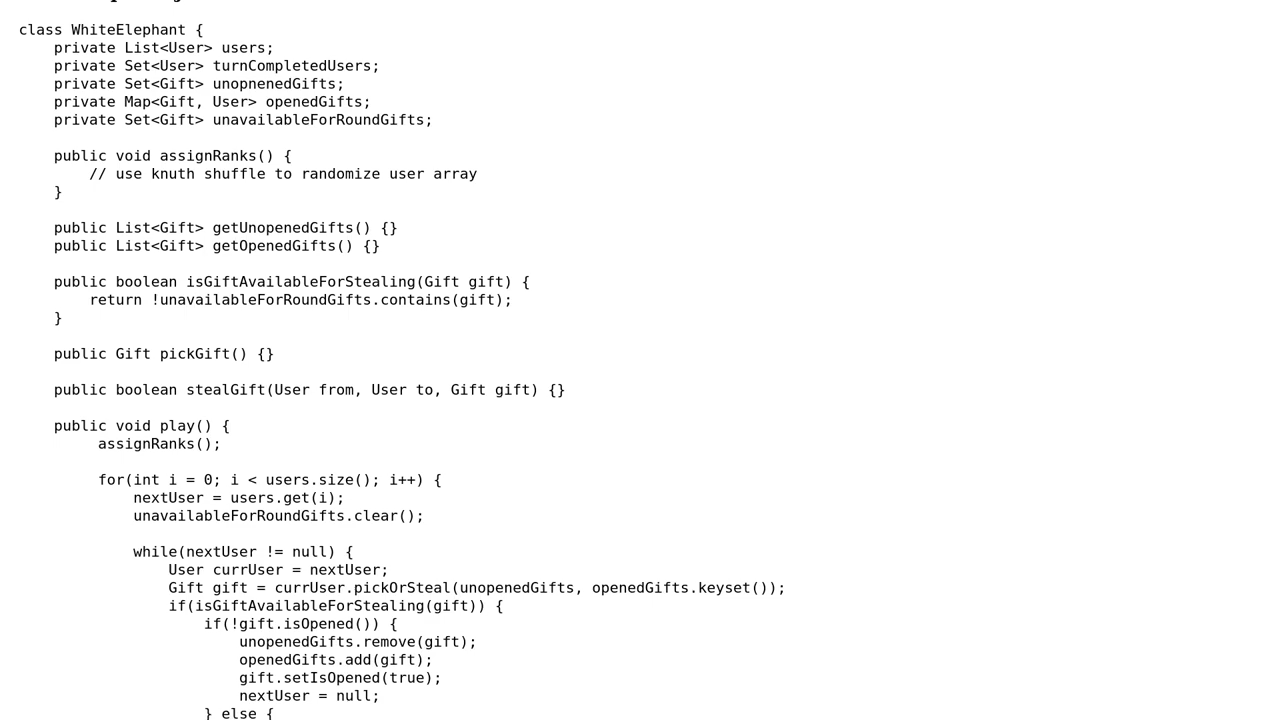 class WhiteElephant {
    private List<User> users;
    private Set<User> turnCompletedUsers;
    private Set<Gift> unopnenedGifts;
    private Map<Gift, User> openedGifts;
    private Set<Gift> unavailableForRoundGifts;

    public void assignRanks() {
        // use knuth shuffle to randomize user array
    }

    public List<Gift> getUnopenedGifts() {}
    public List<Gift> getOpenedGifts() {}

    public boolean isGiftAvailableForStealing(Gift gift) {
        return !unavailableForRoundGifts.contains(gift);
    }

    public Gift pickGift() {}

    public boolean stealGift(User from, User to, Gift gift) {}

    public void play() {
         assignRanks();

         for(int i = 0; i < users.size(); i++) {
             nextUser = users.get(i);
             unavailableForRoundGifts.clear();

             while(nextUser != null) {
                 User currUser = nextUser;
                 Gift gift = currUser.pickOrSteal(unopenedGifts, openedGifts.keyset());
                 if(isGiftAvailableForStealing(gift)) {
                     if(!gift.isOpened()) {
                         unopenedGifts.remove(gift);
                         openedGifts.add(gift);
                         gift.setIsOpened(true);
                         nextUser = null;
                     } else {